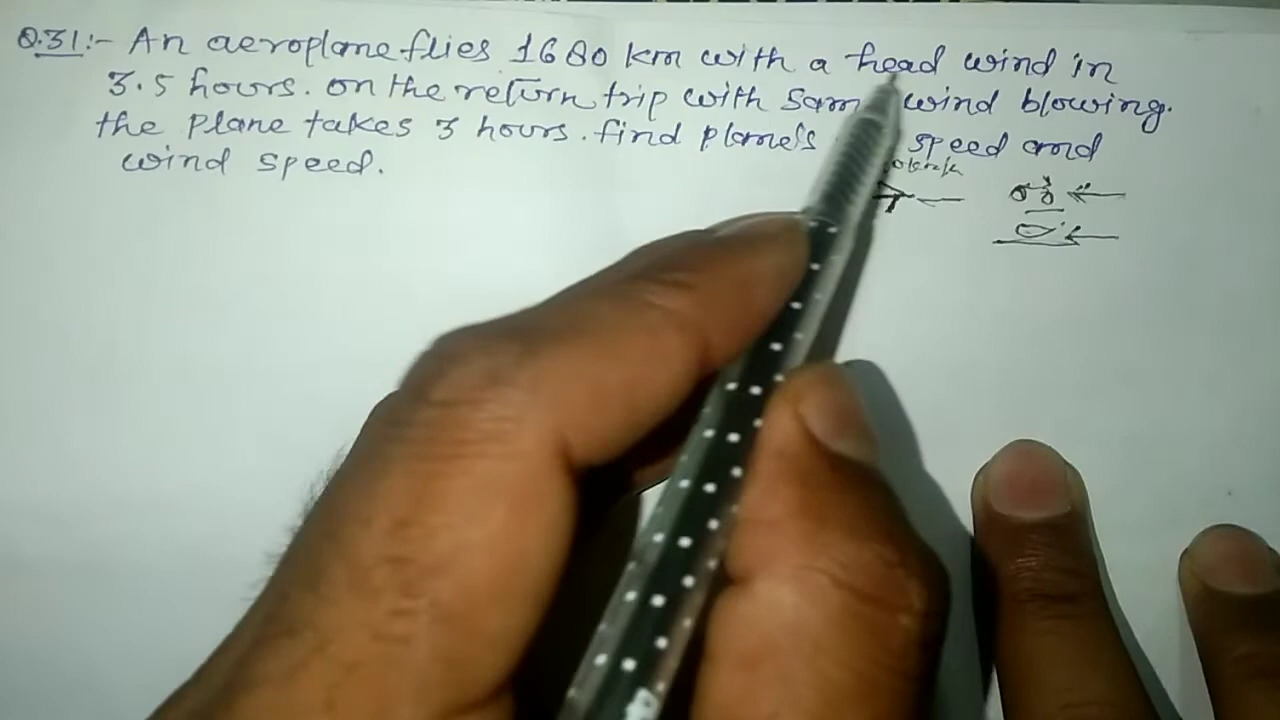 Q.31:- An aeroplane flies 1680 km with a head wind in
3.5 hours. on the return trip with Sam wind blowing.
the plane takes 3 hours. find plane's speed and
wind speed.